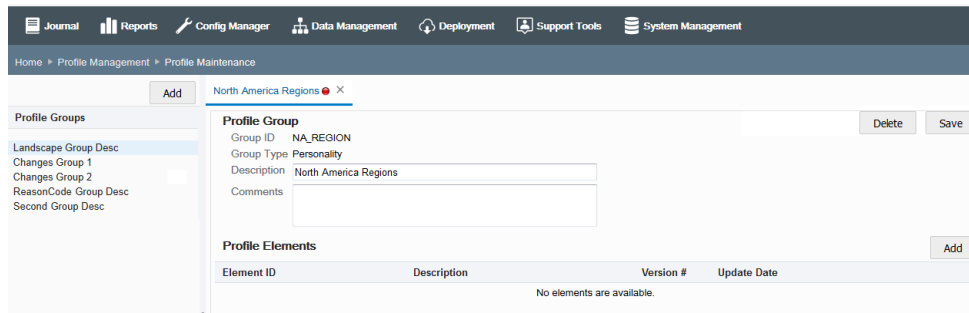 Journal Reports Config Manager Data Management Deployment Support Tools System Management
Home Profile Management Profile Maintenance
Add
North America Regions
Profile Groups
Landscape Group Desc
Changes Group 1
Changes Group 2
ReasonCode Group Desc
Second Group Desc
Profile Group
Delete Save
Group ID NA_REGION
Group Type Personality
Description North America Regions
Comments
Profile Elements
Add
Element ID Description Version # Update Date
No elements are available.